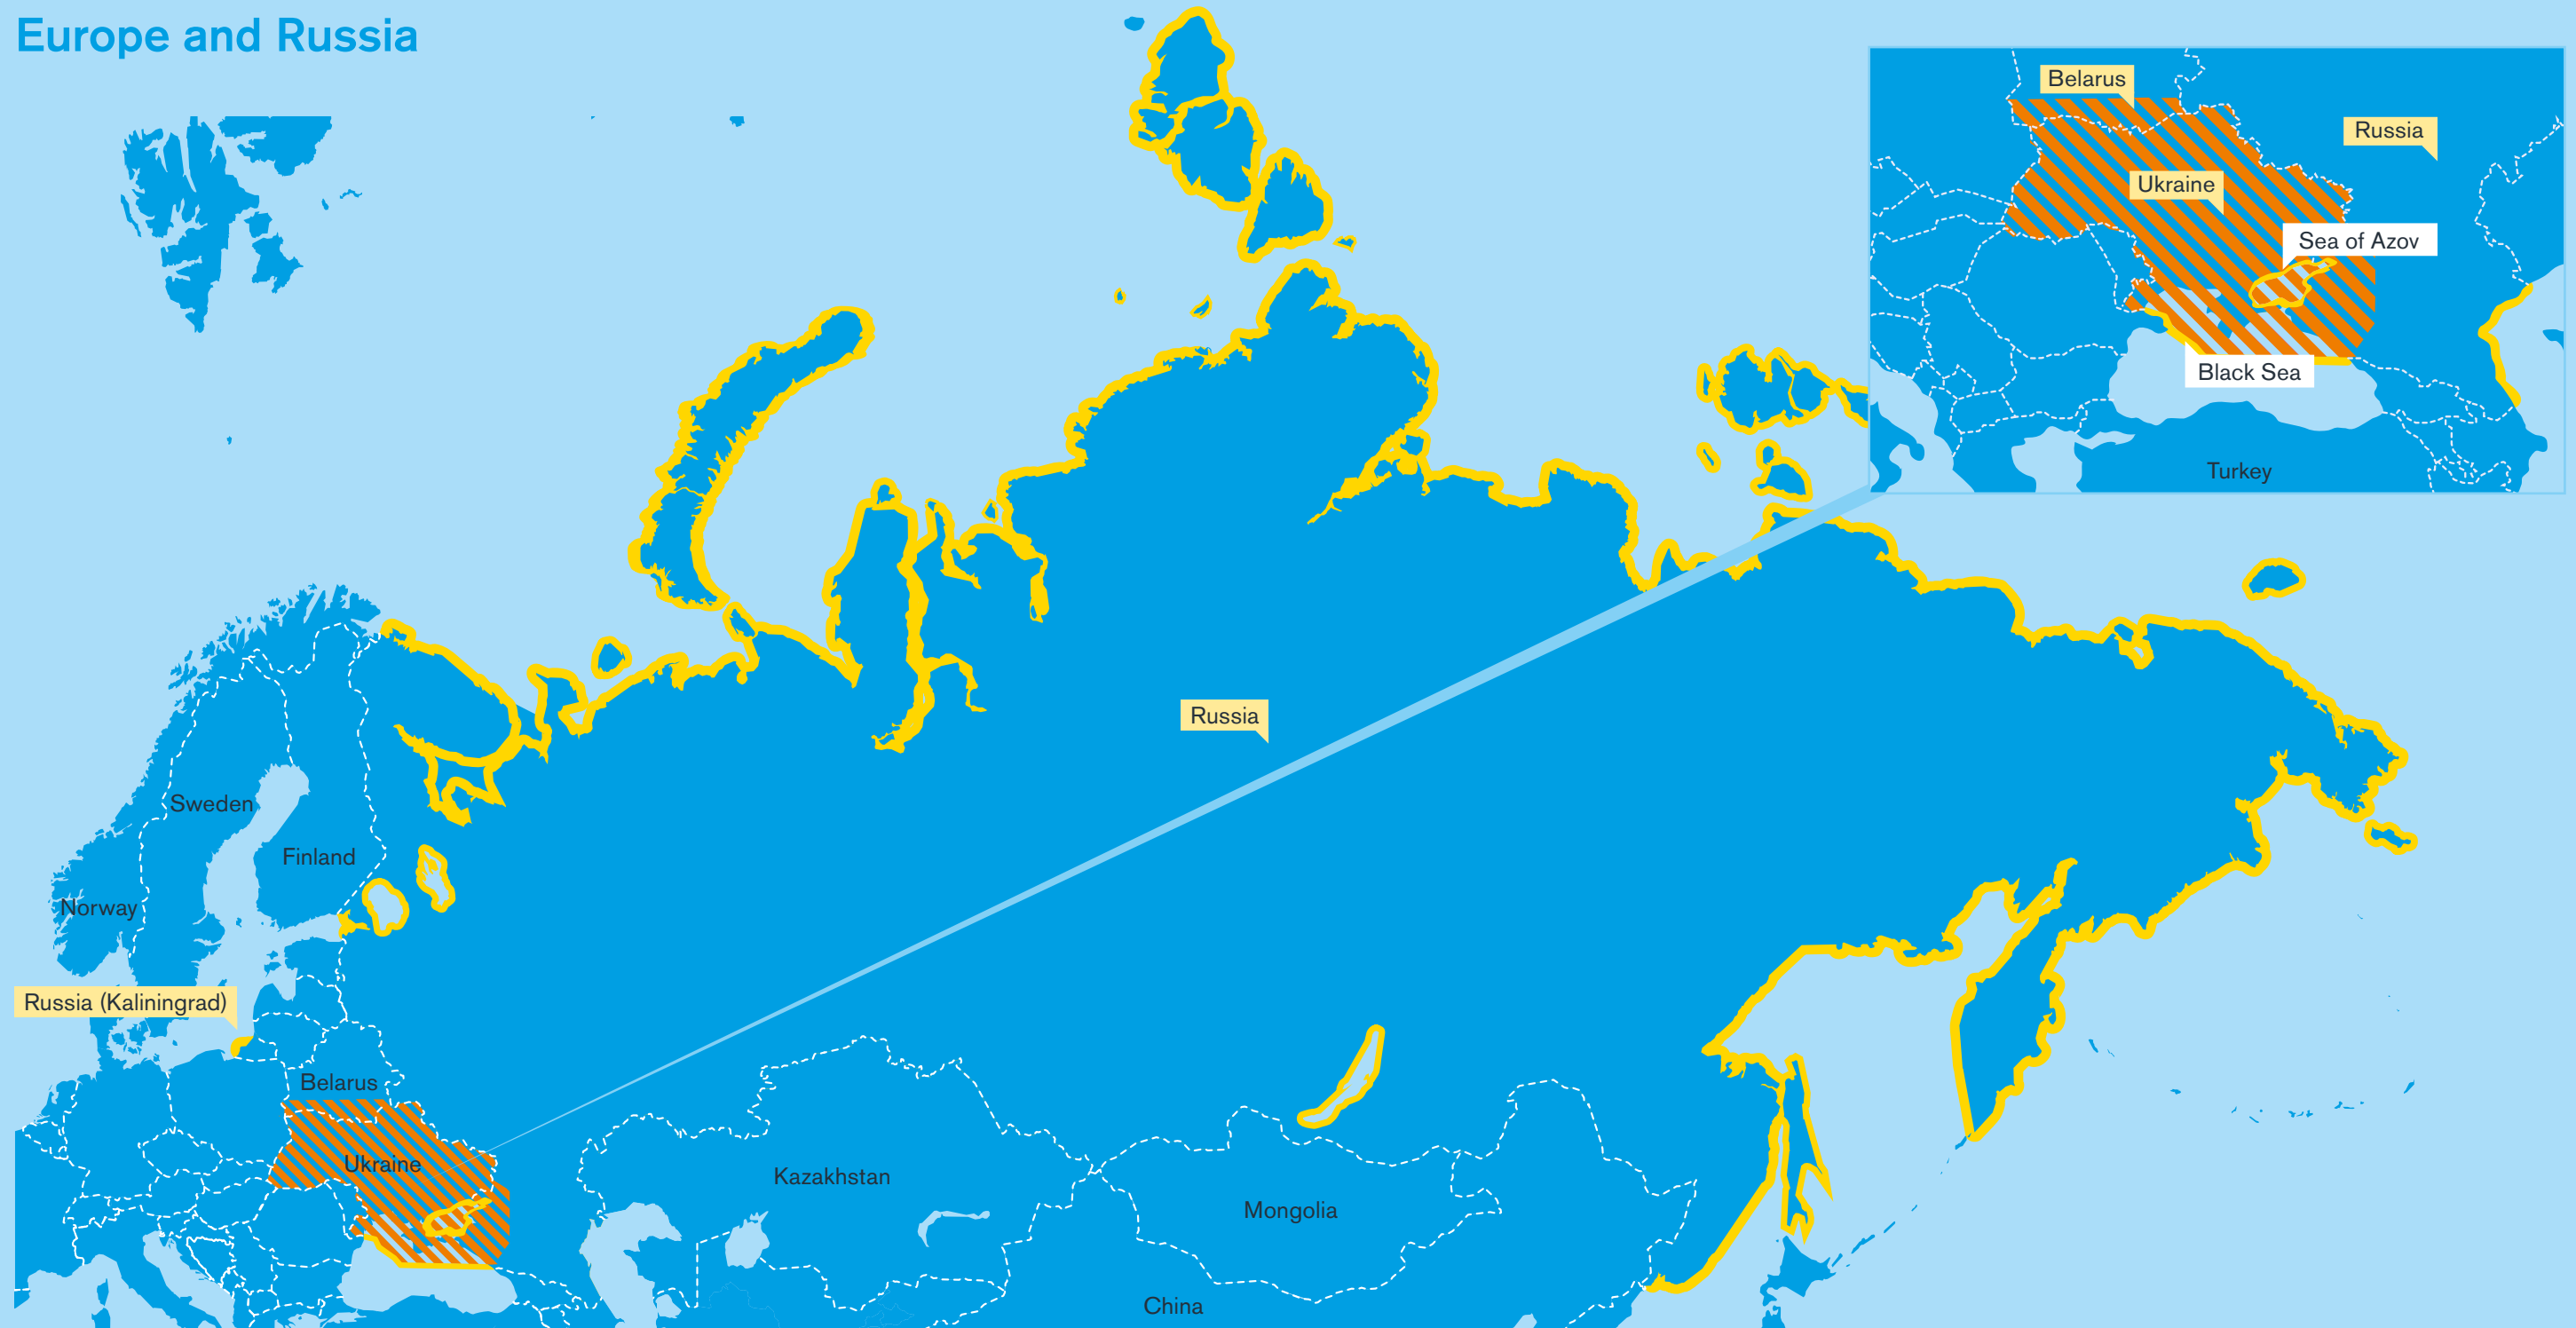 Europe and Russia
Belarus
Russia
Ukraine
Sea of Azov
Black Sea
Turkey
Russia
Sweden
Finland
Norway
Russia (Kaliningrad)
Belarus
Ukraine
Kazakhstan
Mongolia
China